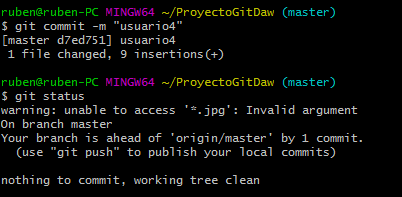 ruben@ruben-PC MINGW64 ~/ProyectoGitDaw (master)
$ git commit -m "usuario4"
[master d7ed751] usuario4
 1 file changed, 9 insertions(+)
ruben@ruben-PC MINGW64 ~/ProyectoGitDaw (master)
$ git status
warning: unable to access '*.jpg': Invalid argument
On branch master
Your branch is ahead of 'origin/master' by 1 commit.
  (use "git push" to publish your local commits)
nothing to commit, working tree clean